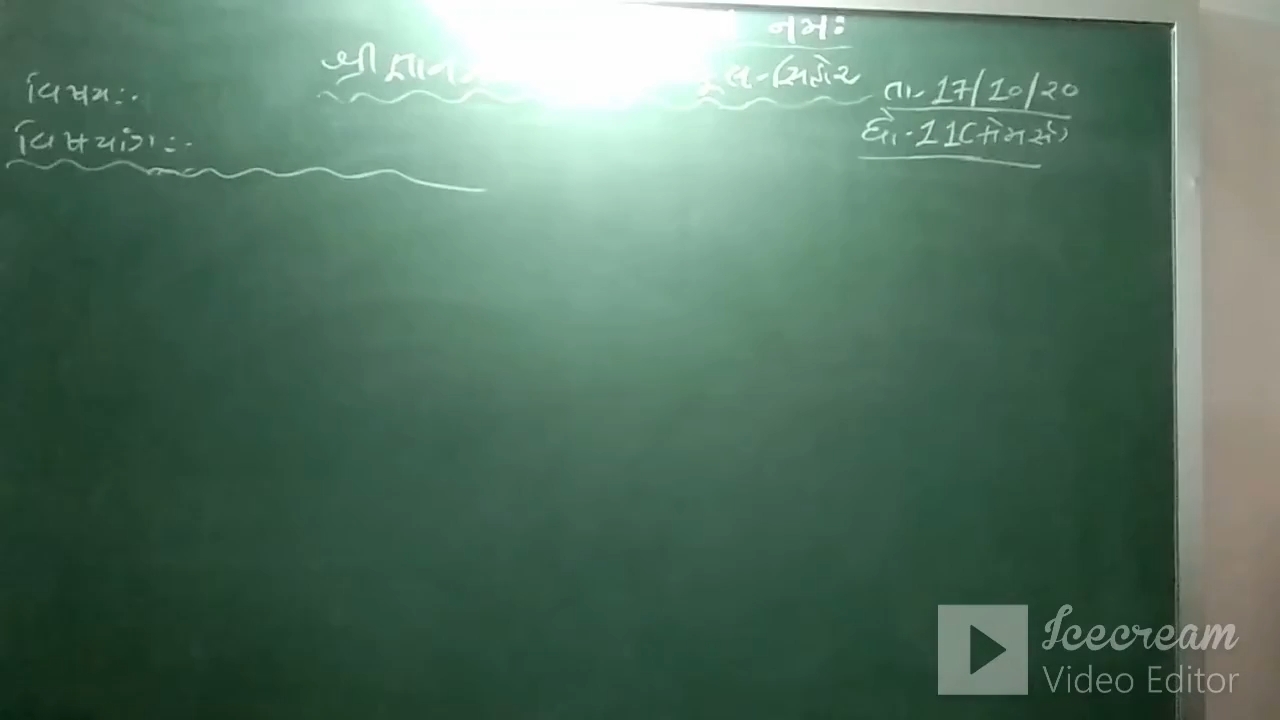 નમઃ
શ્રી જ્ઞાન
સ્કૂલ-સિહોર
વિષય:-
તા-17/10/20
વિષયાંગ:-
ધો-11(કોમર્સ)
Icecream
Video Editor